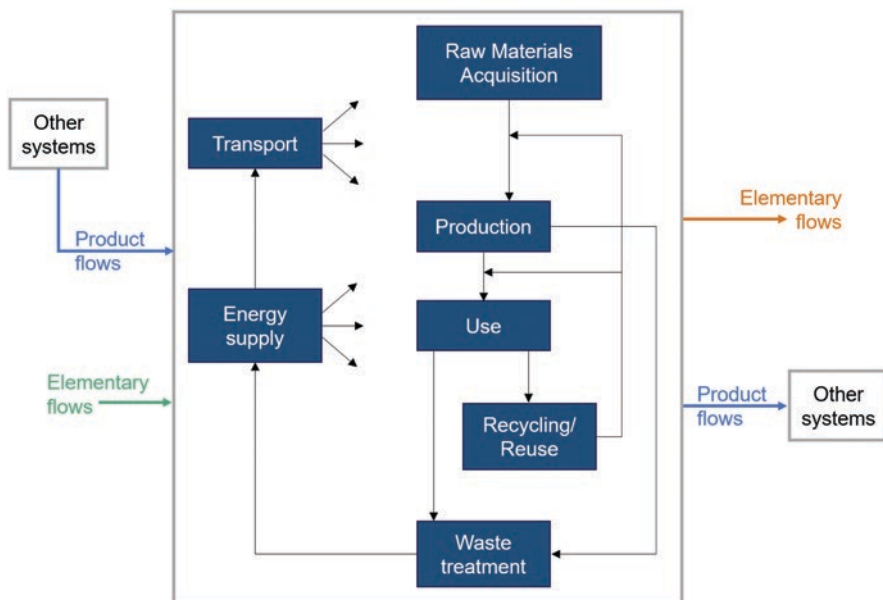 Other
systems
Product
flows
Elementary
flows
Transport
Energy
supply
Raw Materials
Acquisition
Production
Use
Recycling/
Reuse
Waste
treatment
Elementary
flows
Product
flows
Other
systems